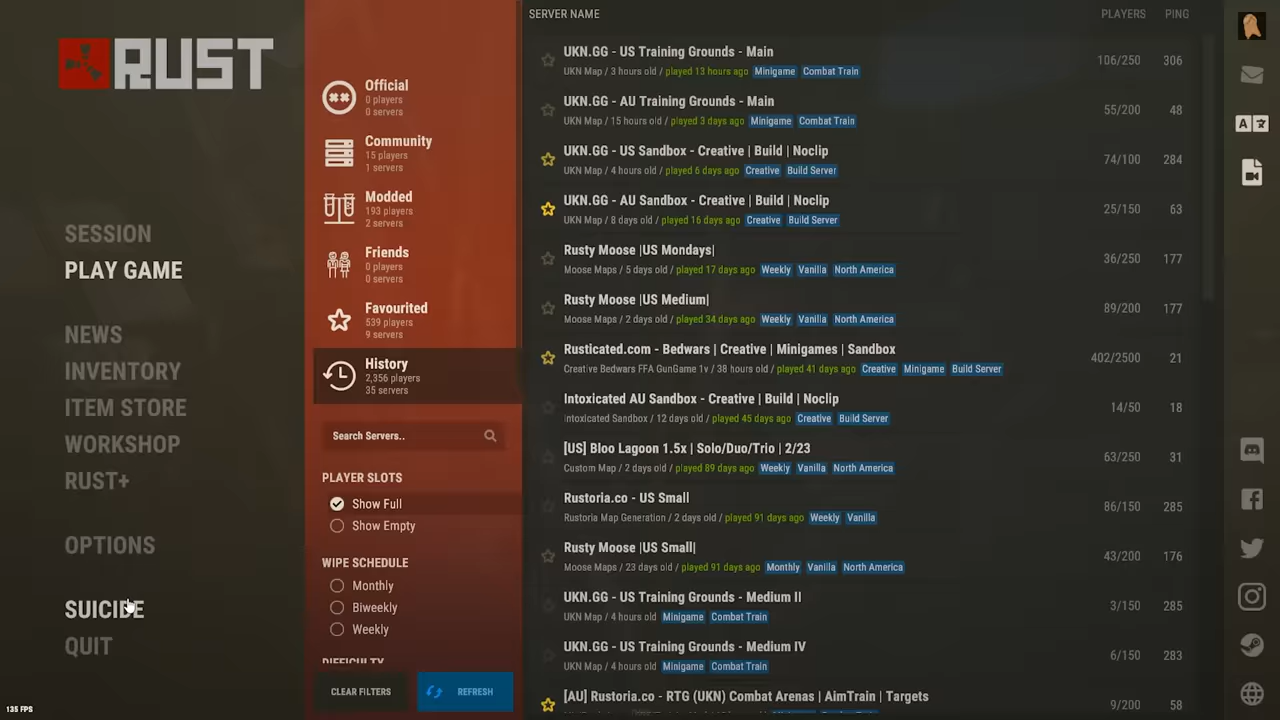 RUST
SESSION
PLAY GAME
NEWS
INVENTORY
ITEM STORE
WORKSHOP
RUST+
OPTIONS
SUICIDE
QUIT
135 FPS
Official
0 players
0 servers
Community
15 players
1 servers
Modded
193 players
2 servers
Friends
0 players
0 servers
Favourited
539 players
9 servers
History
2,356 players
35 servers
Search Servers..
PLAYER SLOTS
Show Full
Show Empty
WIPE SCHEDULE
Monthly
Biweekly
Weekly
DIFFICULTY
CLEAR FILTERS
REFRESH
SERVER NAME PLAYERS PING
UKN.GG - US Training Grounds - Main 106/250 306
UKN Map / 3 hours old / played 13 hours ago Minigame Combat Train
UKN.GG - AU Training Grounds - Main 55/200 48
UKN Map / 15 hours old / played 3 days ago Minigame Combat Train
UKN.GG - US Sandbox - Creative | Build | Noclip 74/100 284
UKN Map / 4 hours old / played 6 days ago Creative Build Server
UKN.GG - AU Sandbox - Creative | Build | Noclip 25/150 63
UKN Map / 8 days old / played 16 days ago Creative Build Server
Rusty Moose |US Mondays| 36/250 177
Moose Maps / 5 days old / played 17 days ago Weekly Vanilla North America
Rusty Moose |US Medium| 89/200 177
Moose Maps / 2 days old / played 34 days ago Weekly Vanilla North America
Rusticated.com - Bedwars | Creative | Minigames | Sandbox 402/2500 21
Creative Bedwars FFA GunGame 1v / 38 hours old / played 41 days ago Creative Minigame Build Server
Intoxicated AU Sandbox - Creative | Build | Noclip 14/50 18
Intoxicated Sandbox / 12 days old / played 45 days ago Creative Build Server
[US] Bloo Lagoon 1.5x | Solo/Duo/Trio | 2/23 63/250 31
Custom Map / 2 days old / played 89 days ago Weekly Vanilla North America
Rustoria.co - US Small 86/150 285
Rustoria Map Generation / 2 days old / played 91 days ago Weekly Vanilla
Rusty Moose |US Small| 43/200 176
Moose Maps / 23 days old / played 91 days ago Monthly Vanilla North America
UKN.GG - US Training Grounds - Medium II 3/150 285
UKN Map / 4 hours old Minigame Combat Train
UKN.GG - US Training Grounds - Medium IV 6/150 283
UKN Map / 4 hours old Minigame Combat Train
[AU] Rustoria.co - RTG (UKN) Combat Arenas | AimTrain | Targets 9/200 58